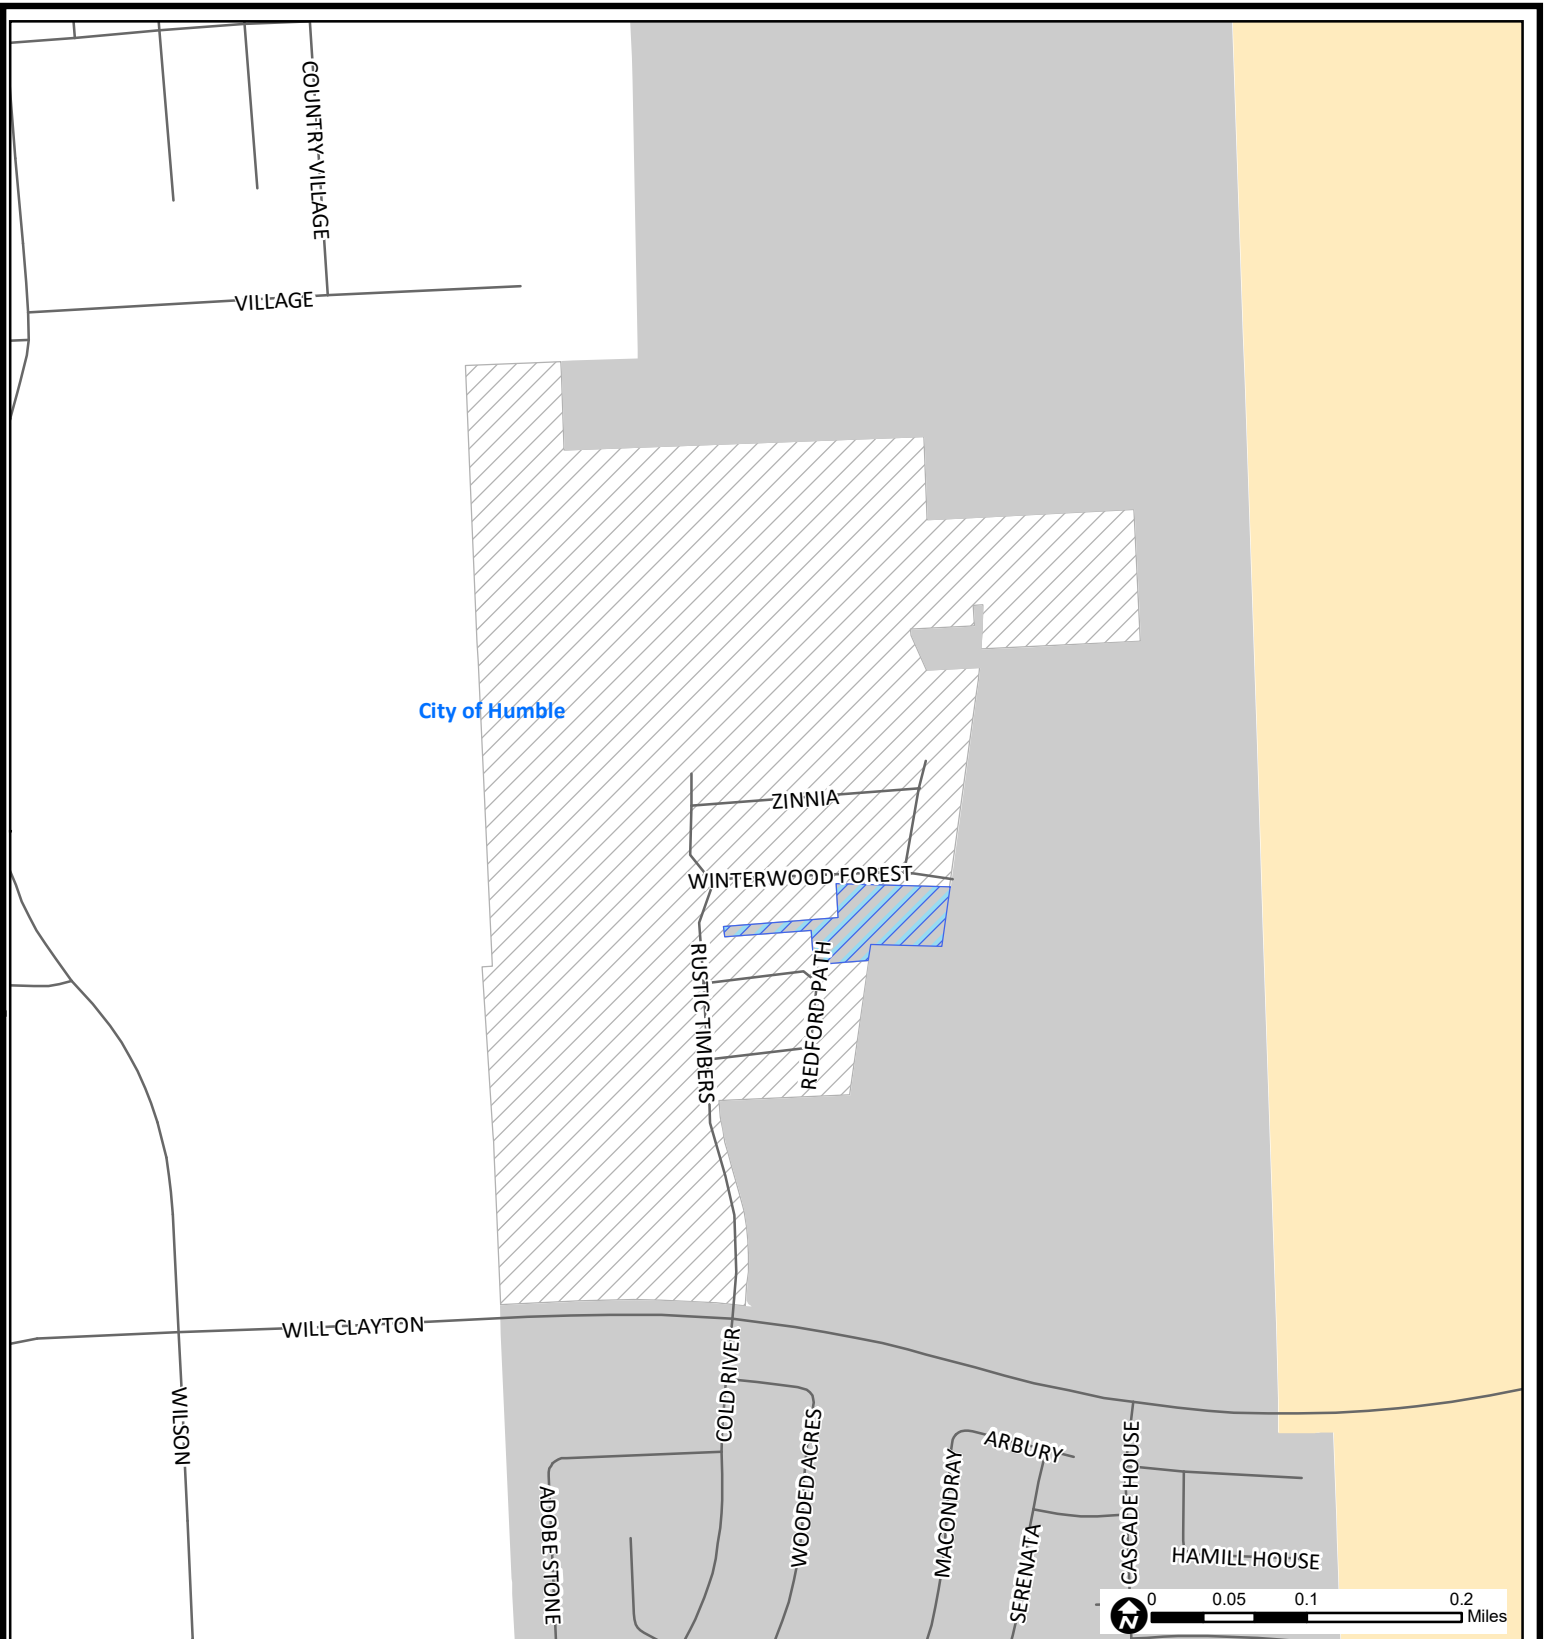 COUNTRY VILLAGE
VILLAGE
City of Humble
ZINNIA
WINTERWOOD FOREST
RUSTIC TIMBERS
REDFORD PATH
WILL CLAYTON
WILSON
COLD RIVER
WOODED ACRES
ADOBE STONE
MACONDRAY
ARBURY
SERENATA
CASCADE HOUSE
HAMILL HOUSE
N
0 0.05 0.1 0.2
Miles